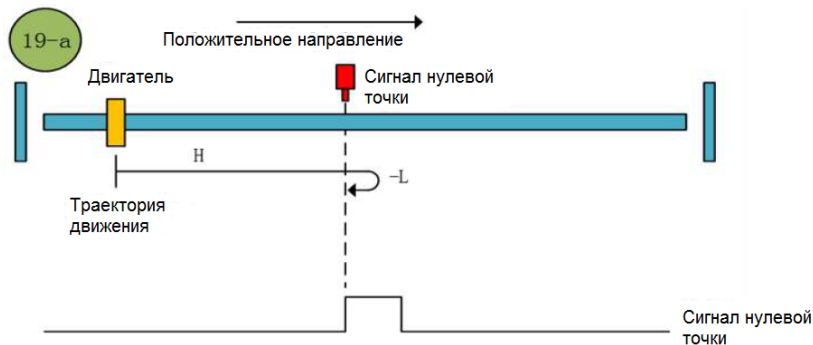 19-a
Положительное направление
Двигатель
Сигнал нулевой
точки
H
-L
Траектория
движения
Сигнал нулевой
точки